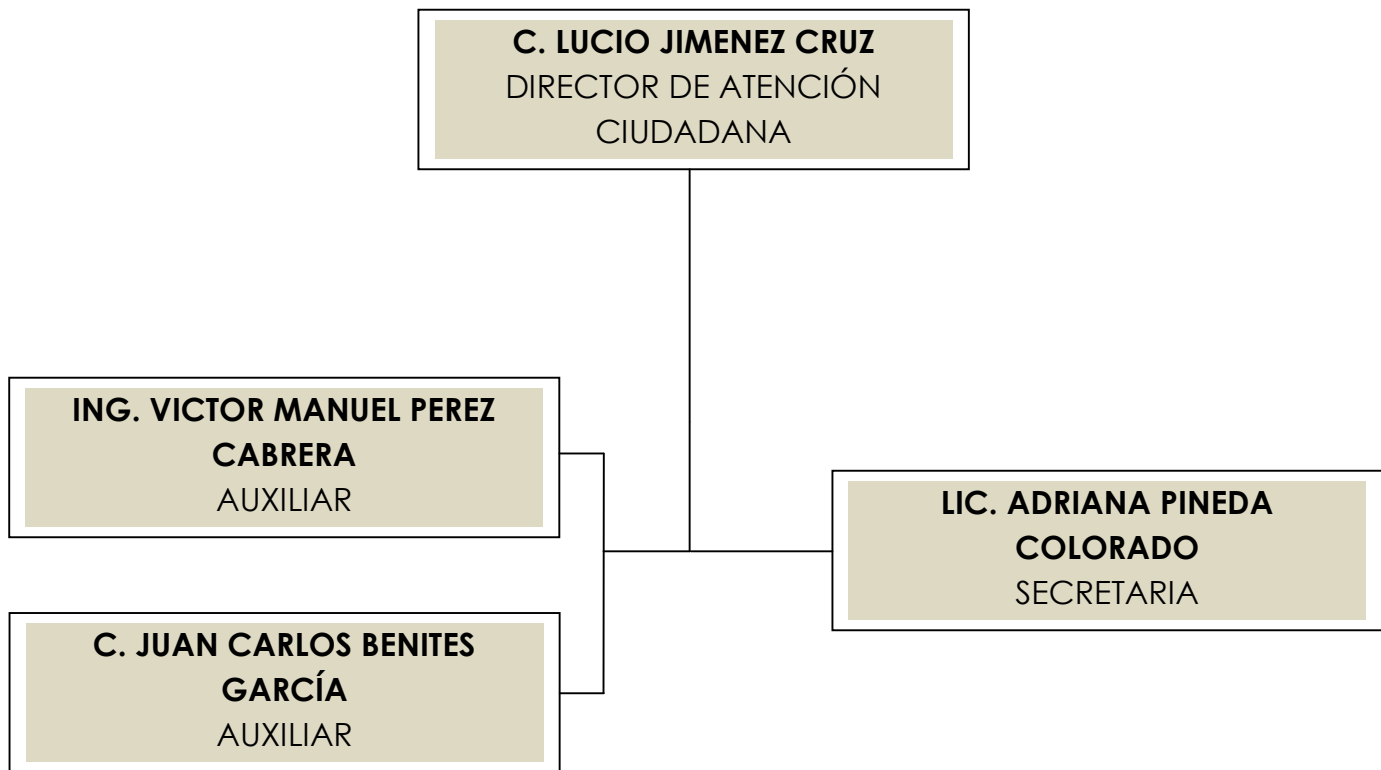 C. LUCIO JIMENEZ CRUZ
DIRECTOR DE ATENCIÓN
CIUDADANA
ING. VICTOR MANUEL PEREZ
CABRERA
AUXILIAR
LIC. ADRIANA PINEDA
COLORADO
SECRETARIA
C. JUAN CARLOS BENITES
GARCÍA
AUXILIAR